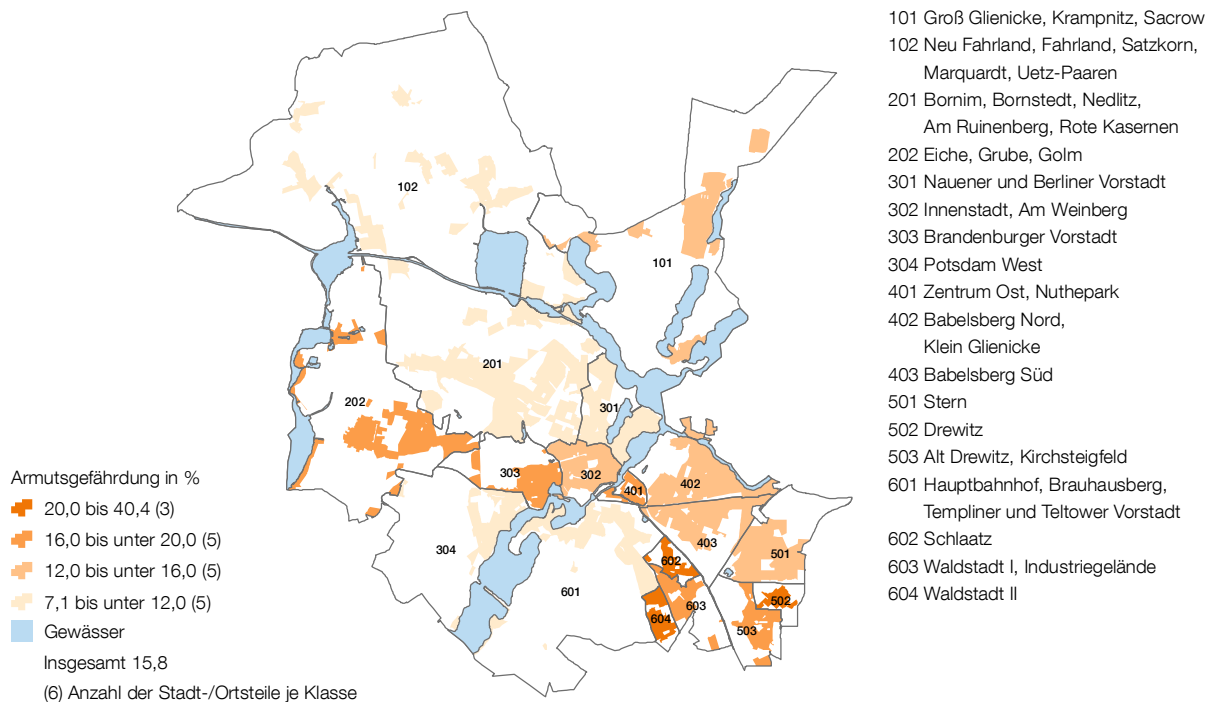 101 Groß Glienicke, Krampnitz, Sacrow
102 Neu Fahrland, Fahrland, Satzkorn,
Marquardt, Uetz-Paaren
201 Bornim, Bornstedt, Nedlitz,
Am Ruinenberg, Rote Kasernen
202 Eiche, Grube, Golm
301 Nauener und Berliner Vorstadt
302 Innenstadt, Am Weinberg
303 Brandenburger Vorstadt
304 Potsdam West
401 Zentrum Ost, Nuthepark
402 Babelsberg Nord,
Klein Glienicke
403 Babelsberg Süd
501 Stern
502 Drewitz
503 Alt Drewitz, Kirchsteigfeld
601 Hauptbahnhof, Brauhausberg,
Templiner und Teltower Vorstadt
602 Schlaatz
603 Waldstadt I, Industriegelände
604 Waldstadt II
102
101
201
202
301
303
302
401
402
304
403
501
602
601
502
603
604
503
Armutsgefährdung in %
20,0 bis 40,4 (3)
16,0 bis unter 20,0 (5)
12,0 bis unter 16,0 (5)
7,1 bis unter 12,0 (5)
Gewässer
Insgesamt 15,8
(6) Anzahl der Stadt-/Ortsteile je Klasse